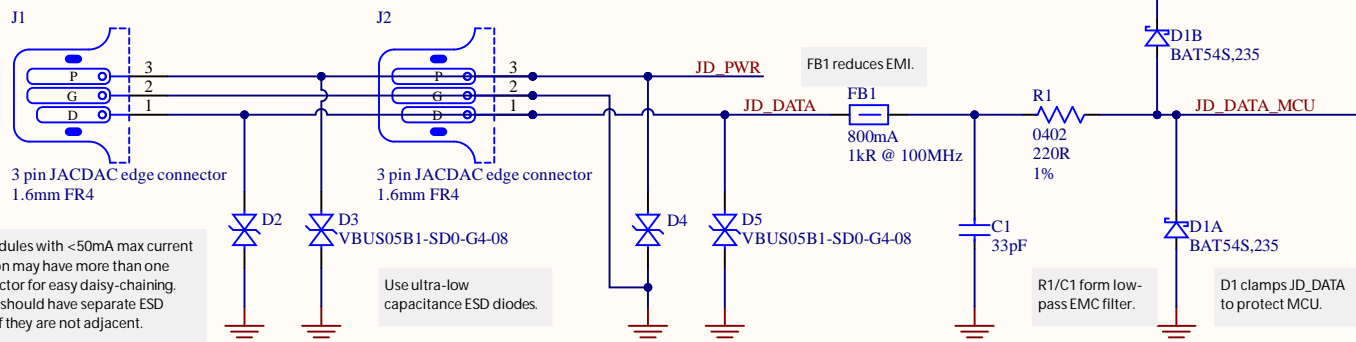 J1
J2
P
G
D
3
2
1
P
G
D
3
2
1
JD_PWR
FB1 reduces EMI.
D1B
BAT54S,235
JD_DATA
FB1
800mA
1kR @ 100MHz
R1
0402
220R
1%
JD_DATA_MCU
3 pin JACDAC edge connector
1.6mm FR4
3 pin JACDAC edge connector
1.6mm FR4
D2
D3
VBUS05B1-SD0-G4-08
D4
D5
VBUS05B1-SD0-G4-08
C1
33pF
D1A
BAT54S,235
dules with <50mA max current
on may have more than one
ctor for easy daisy-chaining.
should have separate ESD
f they are not adjacent.
Use ultra-low
capacitance ESD diodes.
R1/C1 form low-
pass EMC filter.
D1 clamps JD_DATA
to protect MCU.